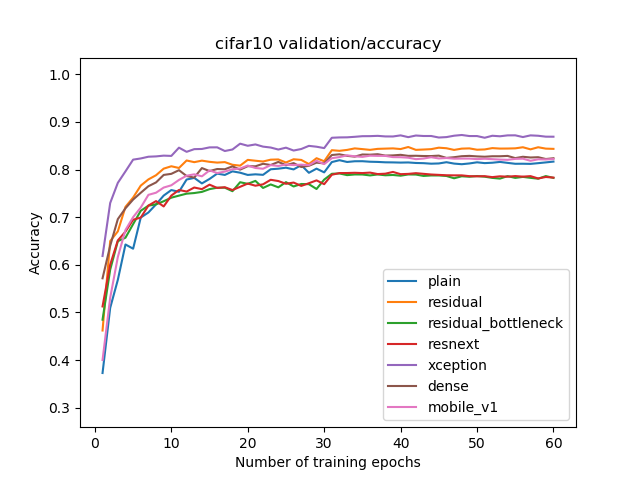 cifar10 validation/accuracy
1.0
0.9
0.8
0.7
0.6
0.5
0.4
0.3
Accuracy
plain
residual
residual_bottleneck
resnext
xception
dense
mobile_v1
0 10 20 30 40 50 60
Number of training epochs